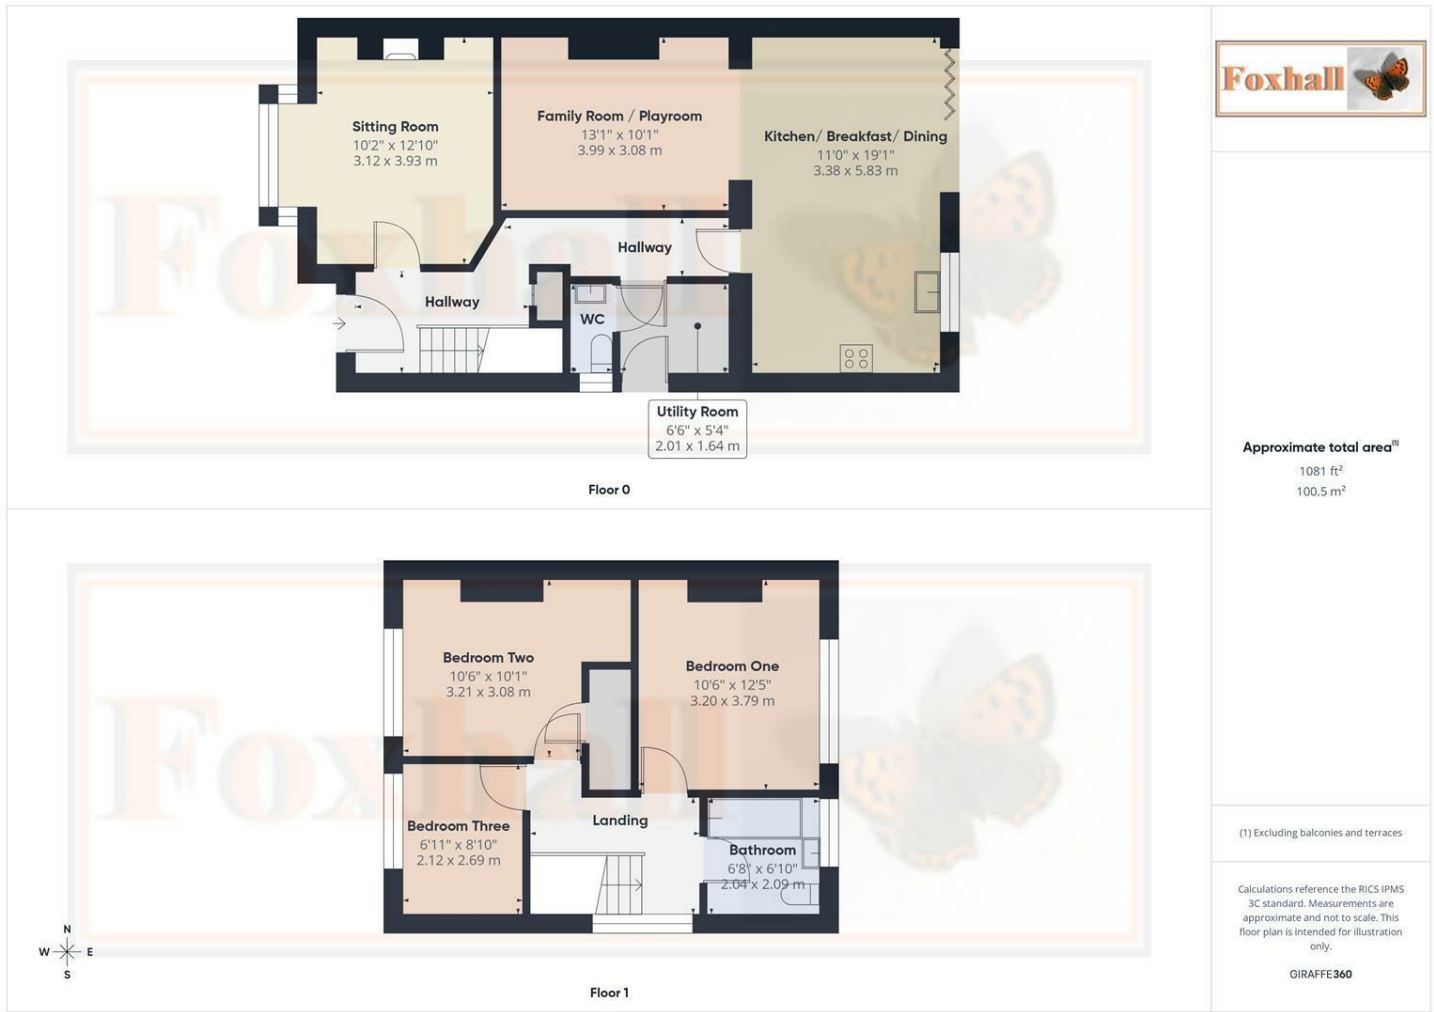 Sitting Room
10'2" x 12'10"
3.12 x 3.93 m
Family Room / Playroom
13'1" x 10'1"
3.99 x 3.08 m
Kitchen/ Breakfast/ Dining
11'0" x 19'1"
3.38 x 5.83 m
Hallway
Hallway
WC
Utility Room
6'6" x 5'4"
2.01 x 1.64 m
Foxhall
Floor 0
Foxhall
Approximate total area(1)
1081 ft²
100.5 m²
Bedroom Two
10'6" x 10'1"
3.21 x 3.08 m
Bedroom One
10'6" x 12'5"
3.20 x 3.79 m
Bedroom Three
6'11" x 8'10"
2.12 x 2.69 m
Landing
Bathroom
6'8" x 6'10"
2.04 x 2.09 m
Foxhall
N
W E
S
Floor 1
(1) Excluding balconies and terraces
Calculations reference the RICS IPMS
3C standard. Measurements are
approximate and not to scale. This
floor plan is intended for illustration
only.
GIRAFFE360